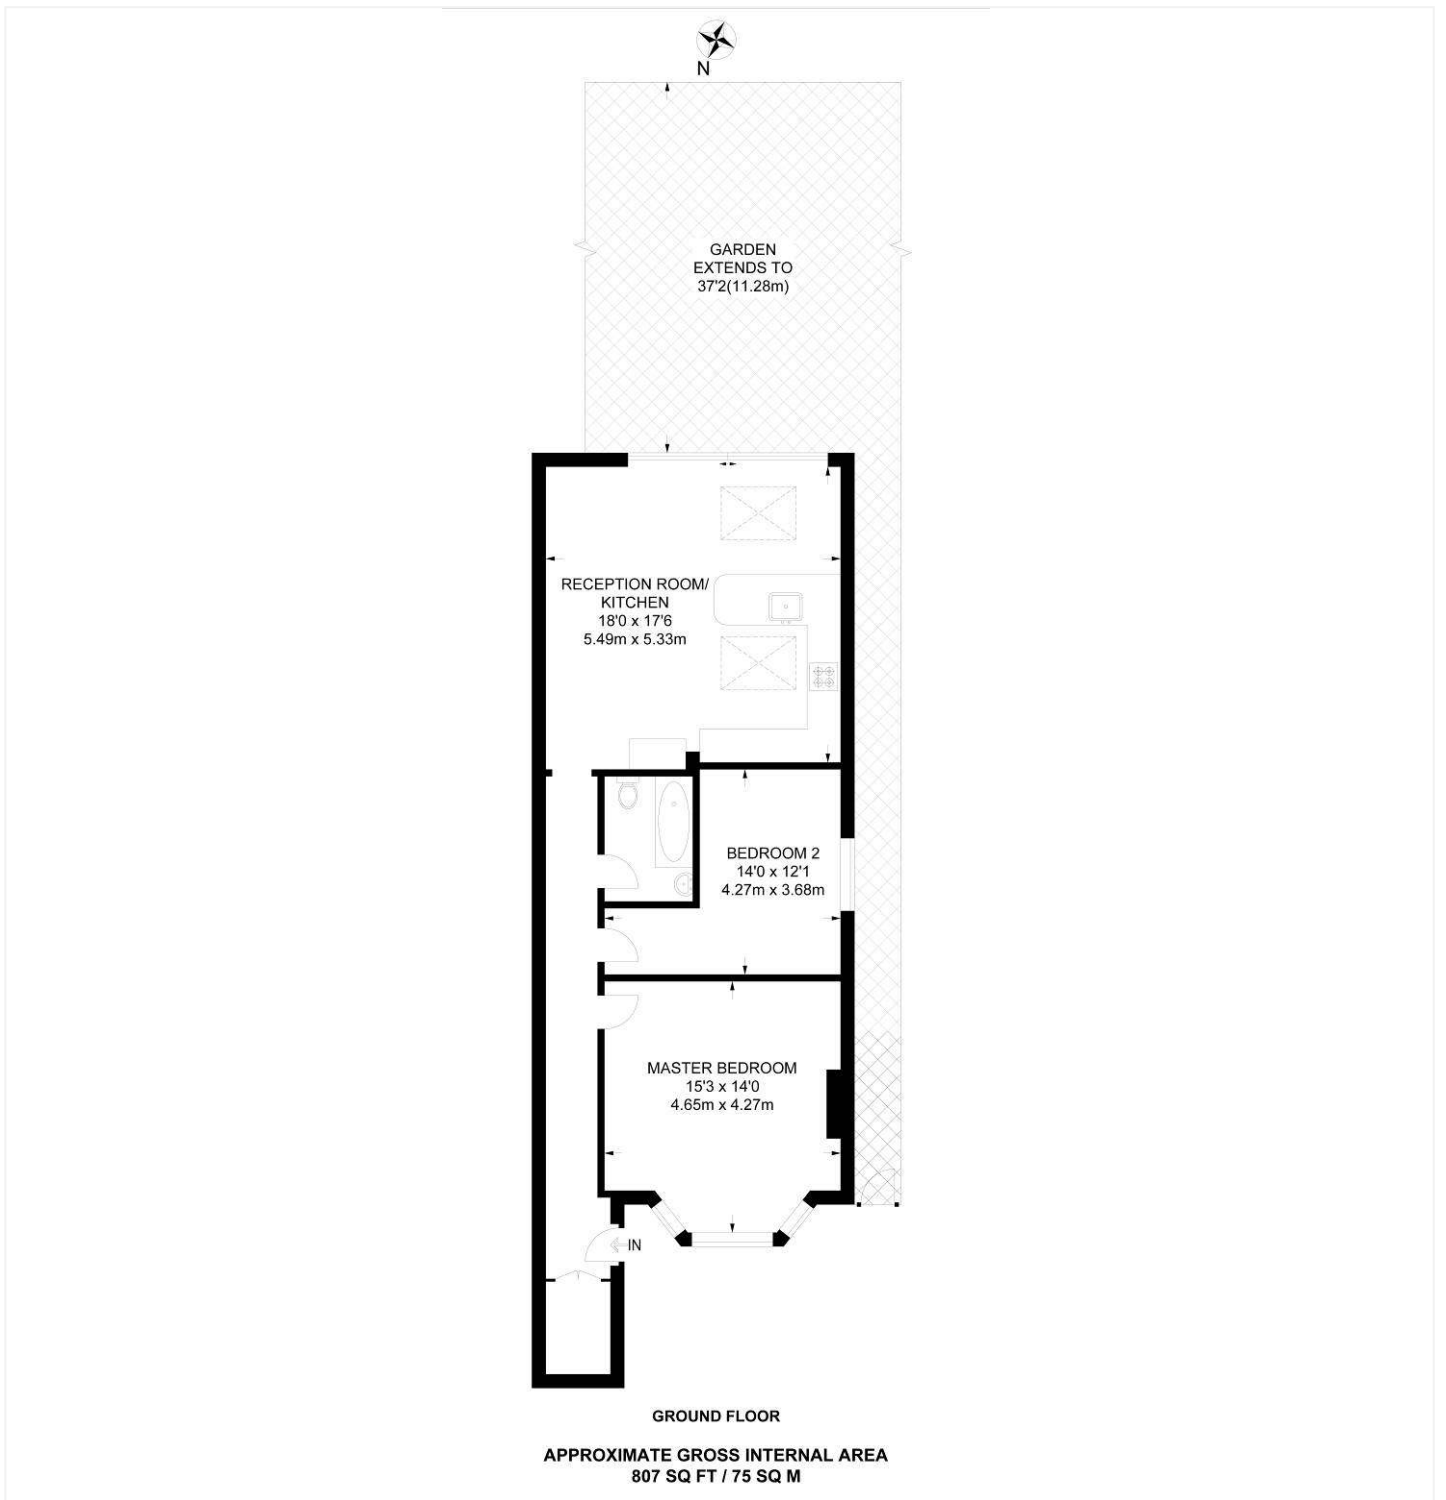 N
GARDEN
EXTENDS TO
37'2(11.28m)
RECEPTION ROOM/
KITCHEN
18'0 x 17'6
5.49m x 5.33m
BEDROOM 2
14'0 x 12'1
4.27m x 3.68m
MASTER BEDROOM
15'3 x 14'0
4.65m x 4.27m
IN
GROUND FLOOR
APPROXIMATE GROSS INTERNAL AREA
807 SQ FT / 75 SQ M